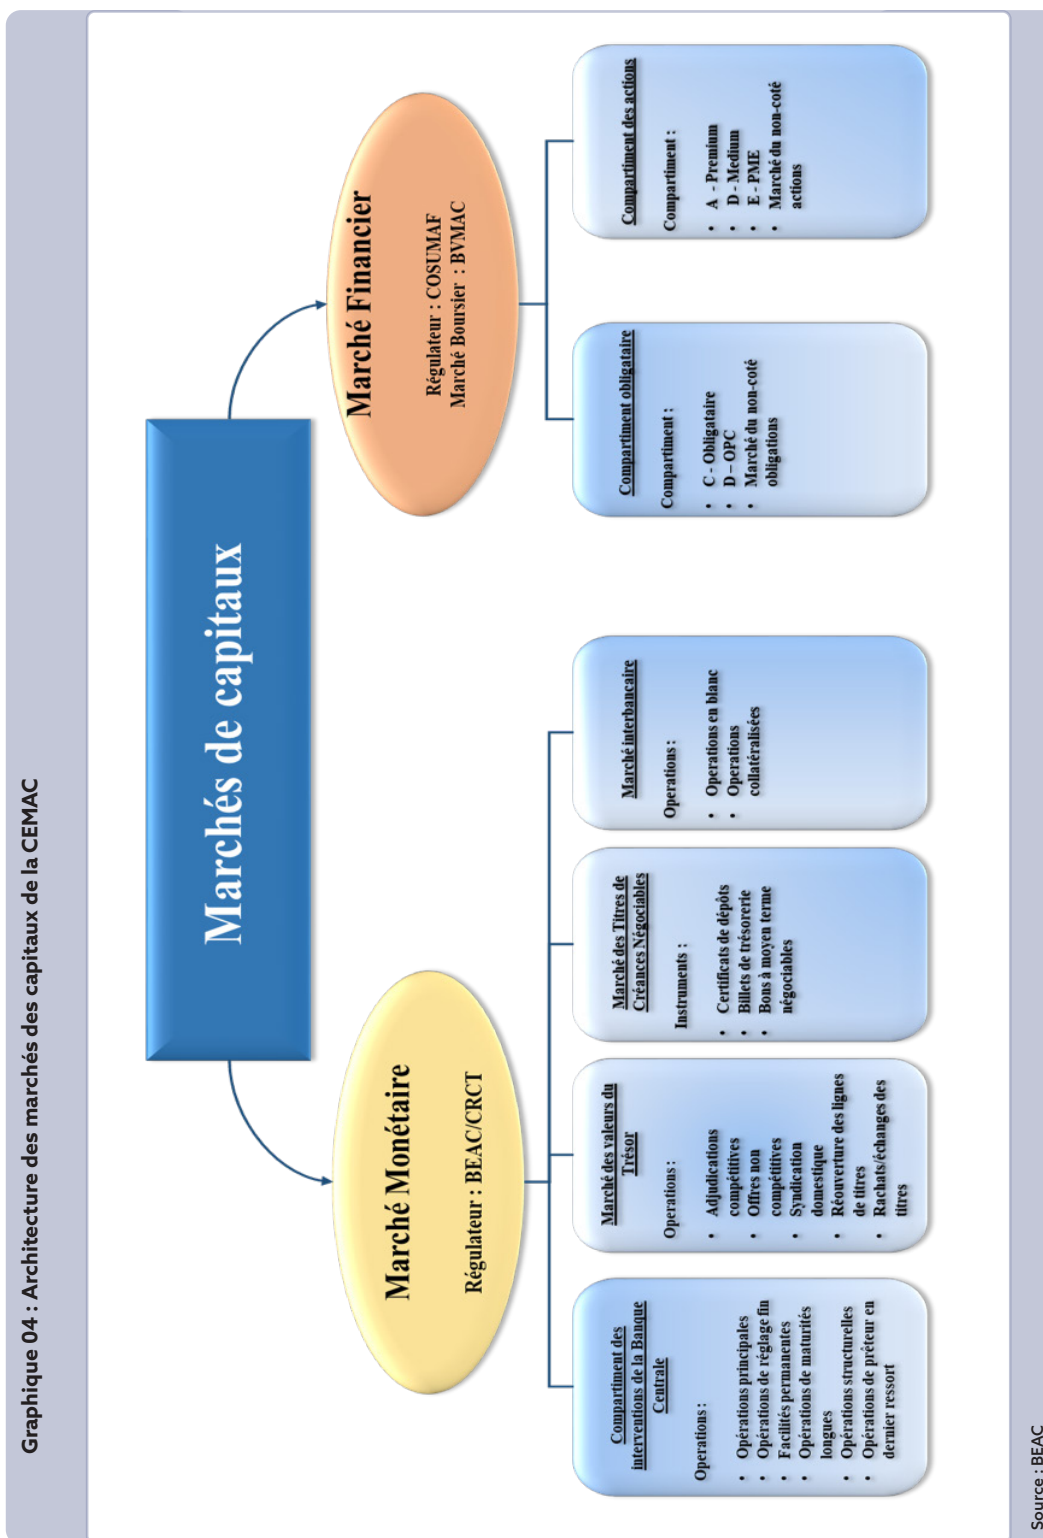 Graphique 04 : Architecture des marchés des capitaux de la CEMAC
Marchés de capitaux
Marché Monétaire
Régulateur : BEAC/CRCT
Marché Financier
Régulateur : COSUMAF
Marché Boursier : BVMAC
Compartiment des
interventions de la Banque
Centrale
Operations :
• Opérations principales
• Opérations de réglage fin
• Facilités permanentes
• Opérations de maturités
longues
• Opérations structurelles
• Opérations de prêteur en
dernier ressort
Marché des valeurs du
Trésor
Operations :
• Adjudications
compétitives
• Offres non
compétitives
• Syndication
domestique
• Réouverture des lignes
de titres
• Rachats/échanges des
titres
Marché des Titres de
Créances Négociables
Instruments :
• Certificats de dépôts
• Billets de trésorerie
• Bons à moyen terme
négociables
Marché interbancaire
Operations :
• Operations en blanc
• Operations
collatéralisées
Compartiment obligataire
Compartiment :
• C - Obligataire
• D – OPC
• Marché du non-coté
obligations
Compartiment des actions
Compartiment :
• A - Premium
• D - Medium
• E - PME
• Marché du non-coté
actions
Source : BEAC